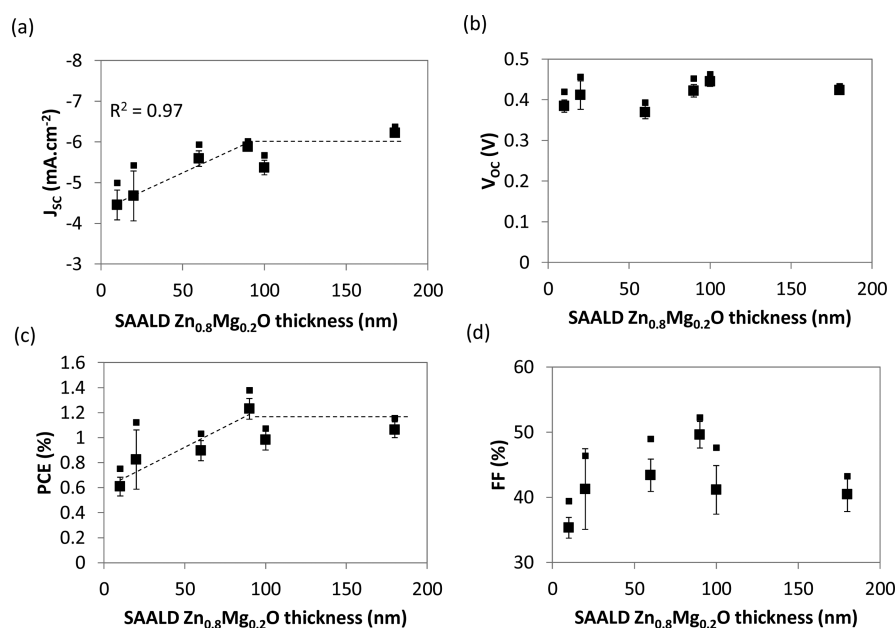 (a)
-8
-7
-6
-5
-4
-3
R² = 0.97
J_SC (mA.cm⁻²)
0 50 100 150 200
SAALD Zn₀.₈Mg₀.₂O thickness (nm)
(b)
0.5
0.4
0.3
0.2
0.1
0
V_OC (V)
0 50 100 150 200
SAALD Zn₀.₈Mg₀.₂O thickness (nm)
(c)
1.6
1.4
1.2
1
0.8
0.6
0.4
0.2
0
PCE (%)
0 50 100 150 200
SAALD Zn₀.₈Mg₀.₂O thickness (nm)
(d)
60
50
40
30
FF (%)
0 50 100 150 200
SAALD Zn₀.₈Mg₀.₂O thickness (nm)